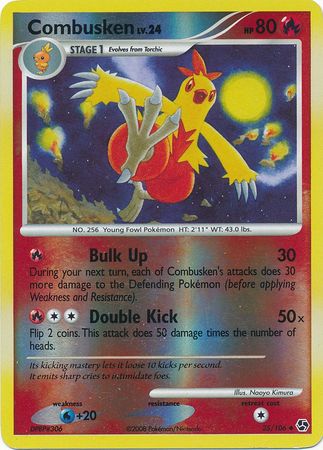 Combusken LV.24 HP 80
STAGE 1 Evolves from Torchic
NO. 256 Young Fowl Pokémon HT: 2'11" WT: 43.0 lbs.
Bulk Up 30
During your next turn, each of Combusken's attacks does 30
more damage to the Defending Pokémon (before applying
Weakness and Resistance).
Double Kick 50x
Flip 2 coins. This attack does 50 damage times the number of
heads.
Its kicking mastery lets it loose 10 kicks per second.
It emits sharp cries to intimidate foes.
Illus. Naoyo Kimura
weakness resistance retreat cost
+20
DPBP#306 ©2008 Pokémon/Nintendo 35/106